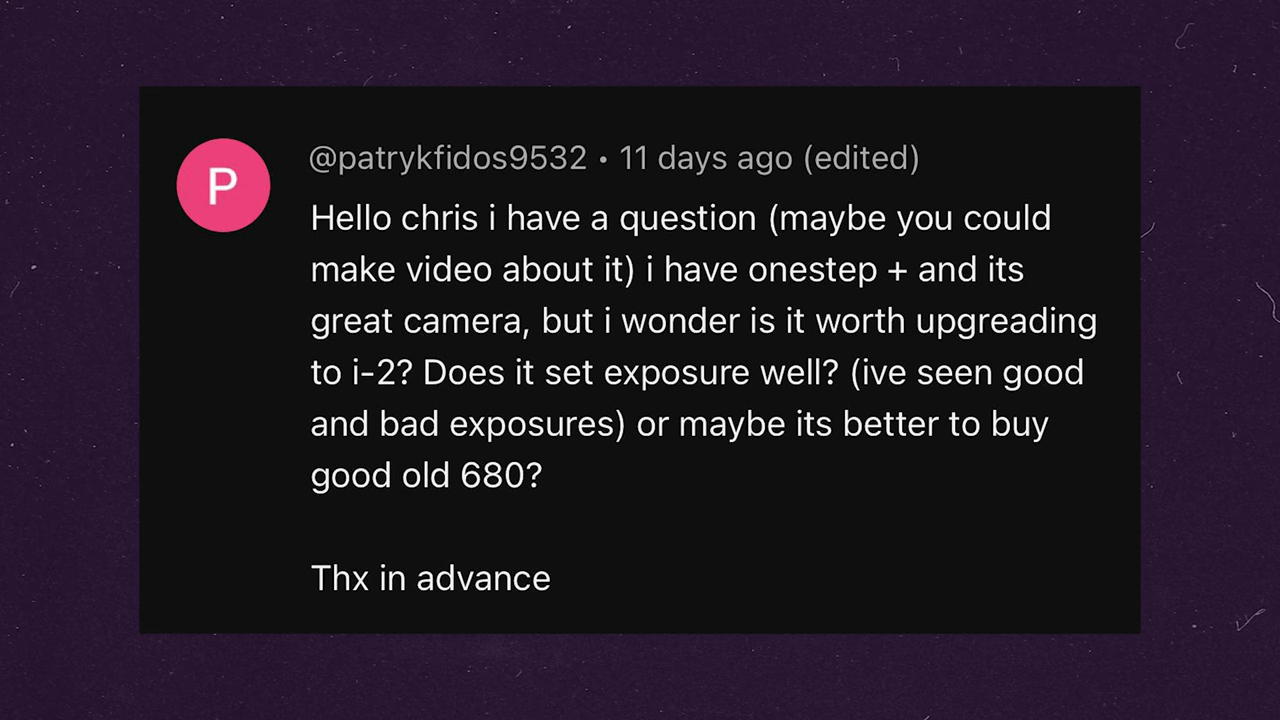 P
@patrykfidos9532 • 11 days ago (edited)
Hello chris i have a question (maybe you could
make video about it) i have onestep + and its
great camera, but i wonder is it worth upgreading
to i-2? Does it set exposure well? (ive seen good
and bad exposures) or maybe its better to buy
good old 680?
Thx in advance